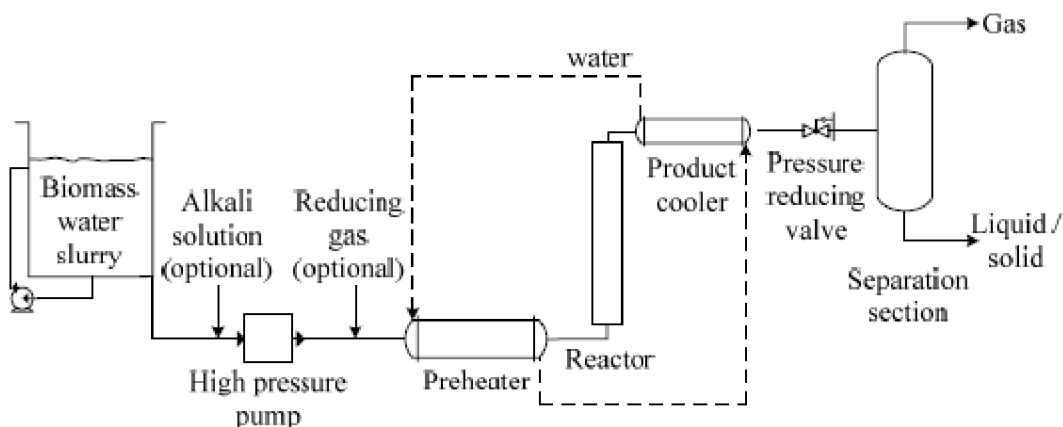 Biomass
water
slurry
Alkali
solution
(optional)
High pressure
pump
Reducing
gas
(optional)
Preheater
Reactor
water
Product
cooler
Pressure
reducing
valve
Gas
Liquid /
solid
Separation
section